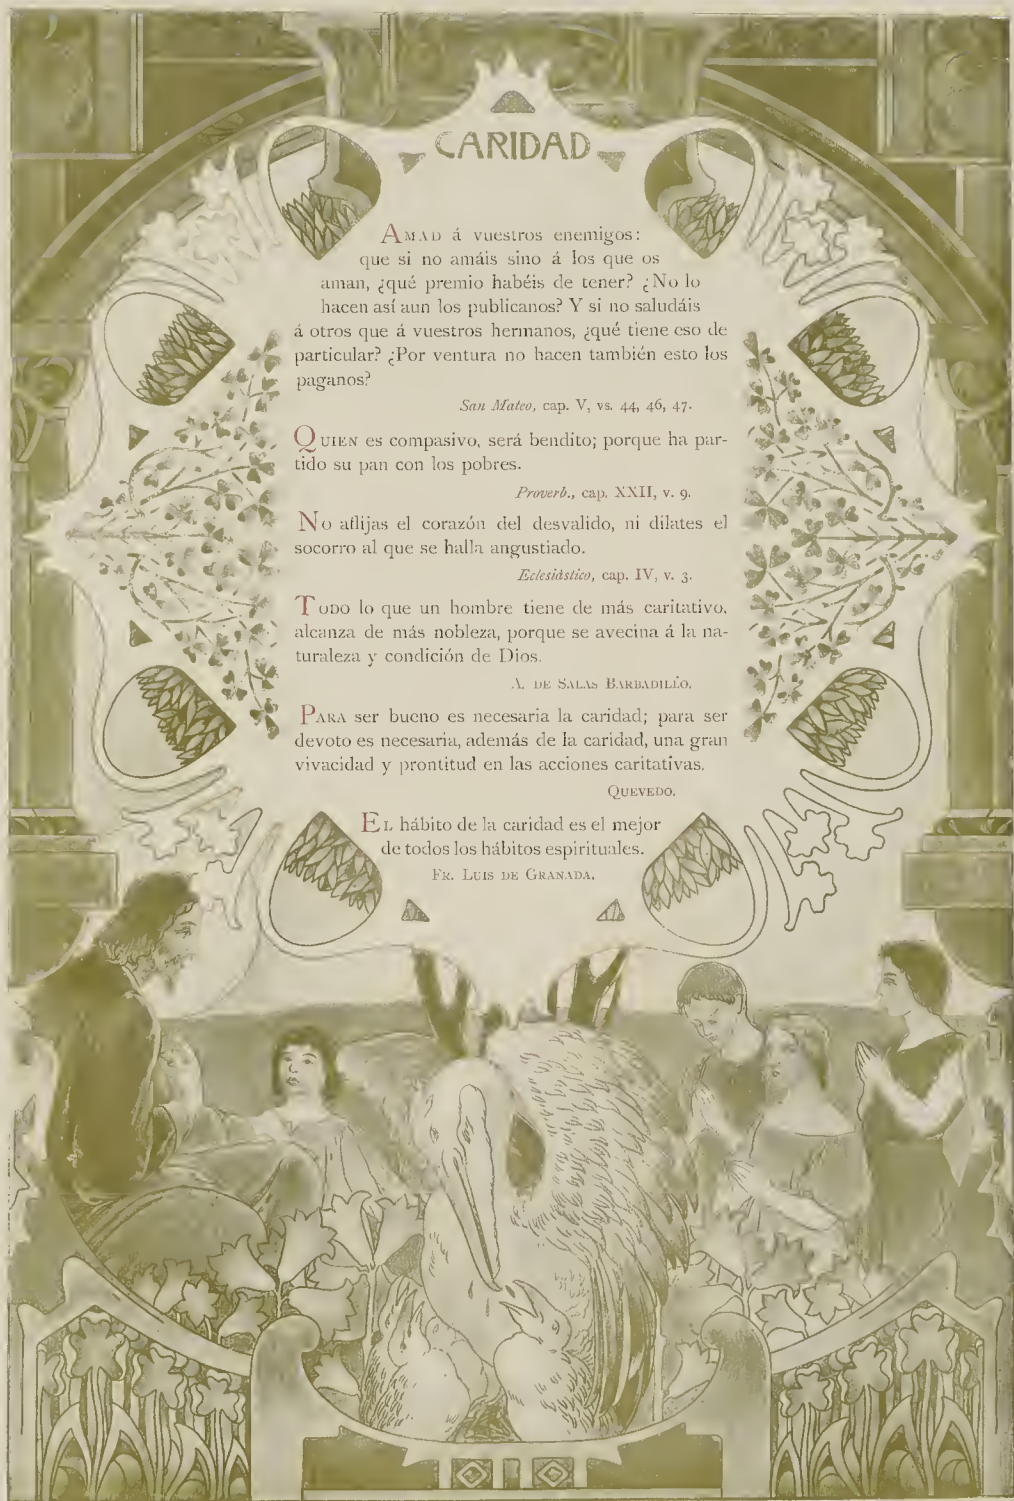 CARIDAD
AMAD á vuestros enemigos:
que si no amáis sino á los que os
aman, ¿qué premio habéis de tener? ¿No lo
hacen así aun los publicanos? Y si no saludáis
á otros que á vuestros hermanos, ¿qué tiene eso de
particular? ¿Por ventura no hacen también esto los
paganos?
San Mateo, cap. V, vs. 44, 46, 47.
QUIEN es compasivo, será bendito; porque ha par-
tido su pan con los pobres.
Proverb., cap. XXII, v. 9.
No aflijas el corazón del desvalido, ni dilates el
socorro al que se halla angustiado.
Eclesiástico, cap. IV, v. 3.
TODO lo que un hombre tiene de más caritativo,
alcanza de más nobleza, porque se avecina á la na-
turaleza y condición de Dios.
A. DE SALAS BARBADILLO.
PARA ser bueno es necesaria la caridad; para ser
devoto es necesaria, además de la caridad, una gran
vivacidad y prontitud en las acciones caritativas.
QUEVEDO.
EL hábito de la caridad es el mejor
de todos los hábitos espirituales.
FR. LUIS DE GRANADA.